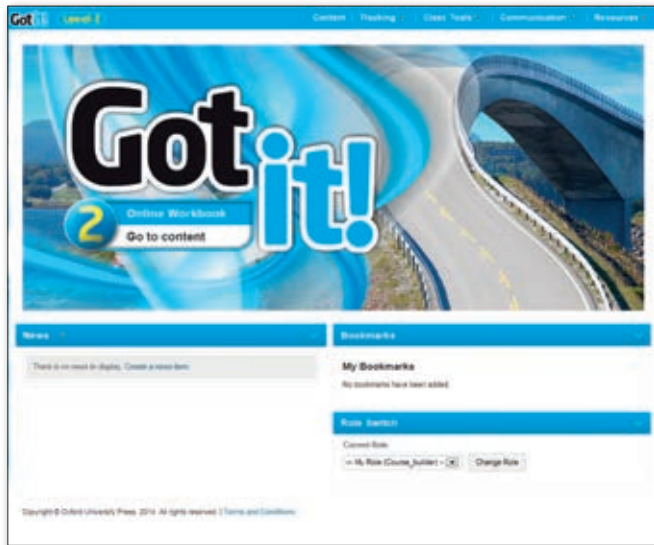 Got it! Level 2
Content Tracking Class Tools Communication Resources
Got it!
2 Online Workbook
Go to content
News
There is no news to display. Create a news item.
Bookmarks
My Bookmarks
No bookmarks have been added.
Role Switch
Current Role:
-- My Role (Course_builder) --
Change Role
Copyright © Oxford University Press, 2014. All rights reserved. | Terms and Conditions